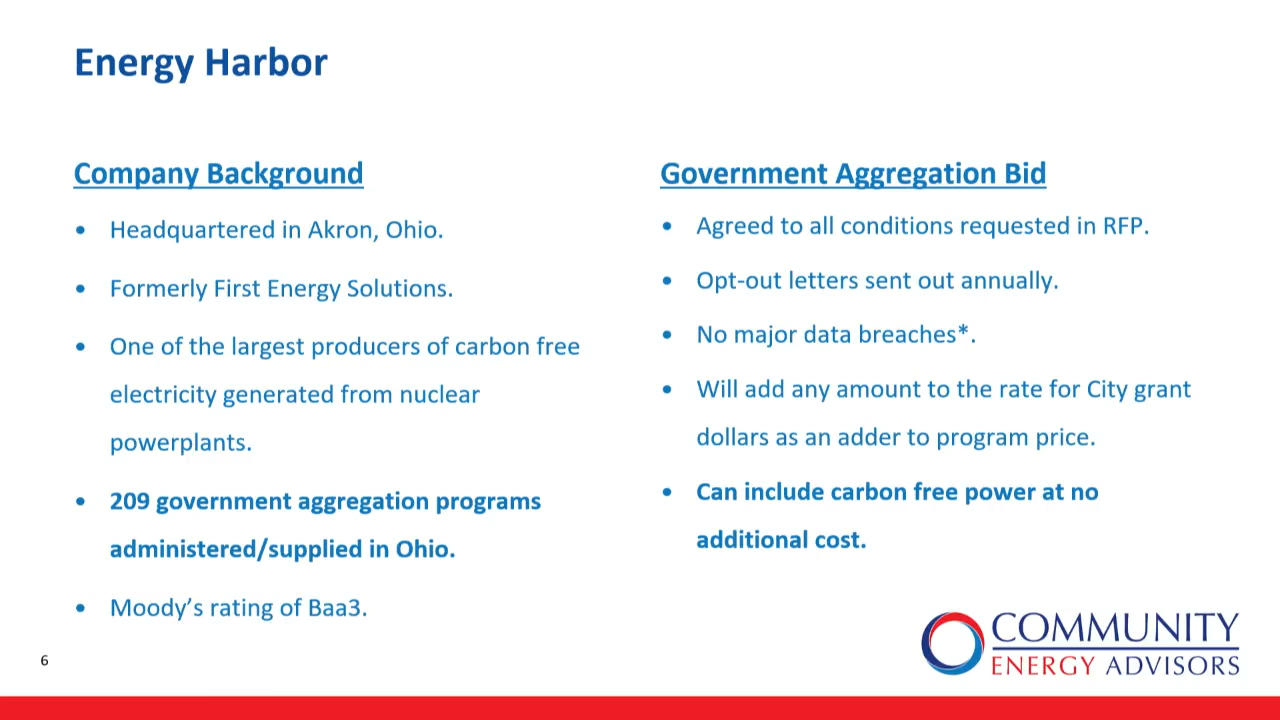 Energy Harbor
Company Background
• Headquartered in Akron, Ohio.
• Formerly First Energy Solutions.
• One of the largest producers of carbon free
electricity generated from nuclear
powerplants.
• 209 government aggregation programs
administered/supplied in Ohio.
• Moody’s rating of Baa3.
Government Aggregation Bid
• Agreed to all conditions requested in RFP.
• Opt-out letters sent out annually.
• No major data breaches*.
• Will add any amount to the rate for City grant
dollars as an adder to program price.
• Can include carbon free power at no
additional cost.
6
COMMUNITY
ENERGY ADVISORS